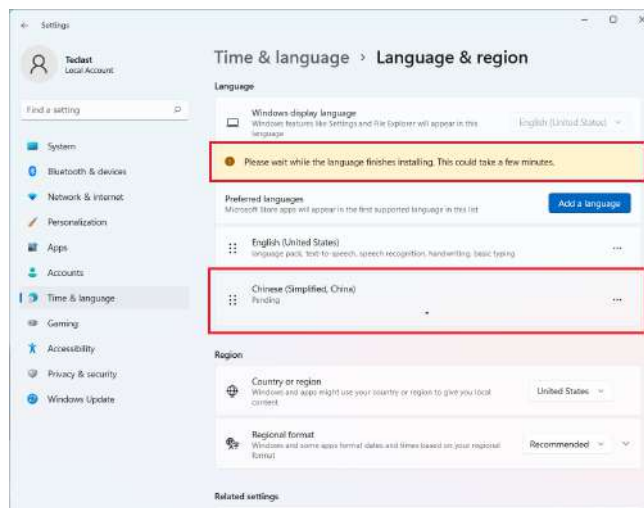 Settings
Teclast
Local Account
Find a setting
System
Bluetooth & devices
Network & internet
Personalization
Apps
Accounts
Time & language
Gaming
Accessibility
Privacy & security
Windows Update
Time & language > Language & region
Language
Windows display language
Windows features like Settings and File Explorer will appear in this
language
English (United States)
Please wait while the language finishes installing. This could take a few minutes.
Preferred languages
Microsoft Store apps will appear in the first supported language in this list
Add a language
English (United States)
language pack, text-to-speech, speech recognition, handwriting, basic typing
Chinese (Simplified, China)
Pending
Region
Country or region
Windows and apps might use your country or region to give you local
content
United States
Regional format
Windows and some apps format dates and times based on your regional
format
Recommended
Related settings